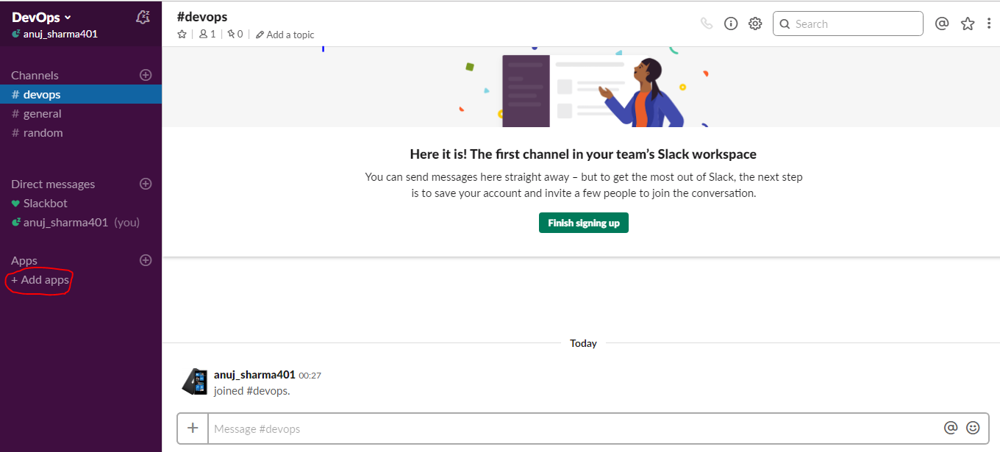 DevOps
anuj_sharma401
Channels
# devops
# general
# random
Direct messages
Slackbot
anuj_sharma401 (you)
Apps
+ Add apps
#devops
1
0
Add a topic
Search
Here it is! The first channel in your team’s Slack workspace
You can send messages here straight away – but to get the most out of Slack, the next step
is to save your account and invite a few people to join the conversation.
Finish signing up
Today
anuj_sharma401 00:27
joined #devops.
Message #devops